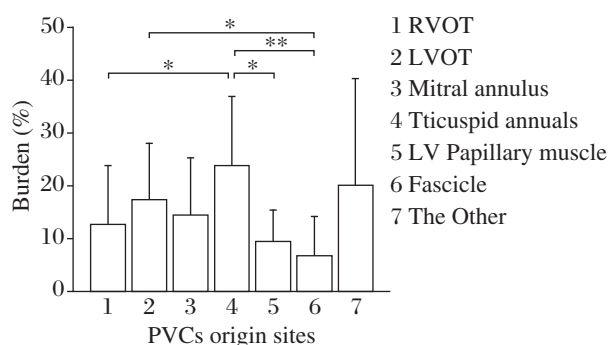 50
40
30
20
10
0
Burden (%)
*
**
*
*
1 2 3 4 5 6 7
PVCs origin sites
1 RVOT
2 LVOT
3 Mitral annulus
4 Tticuspid annuals
5 LV Papillary muscle
6 Fascicle
7 The Other